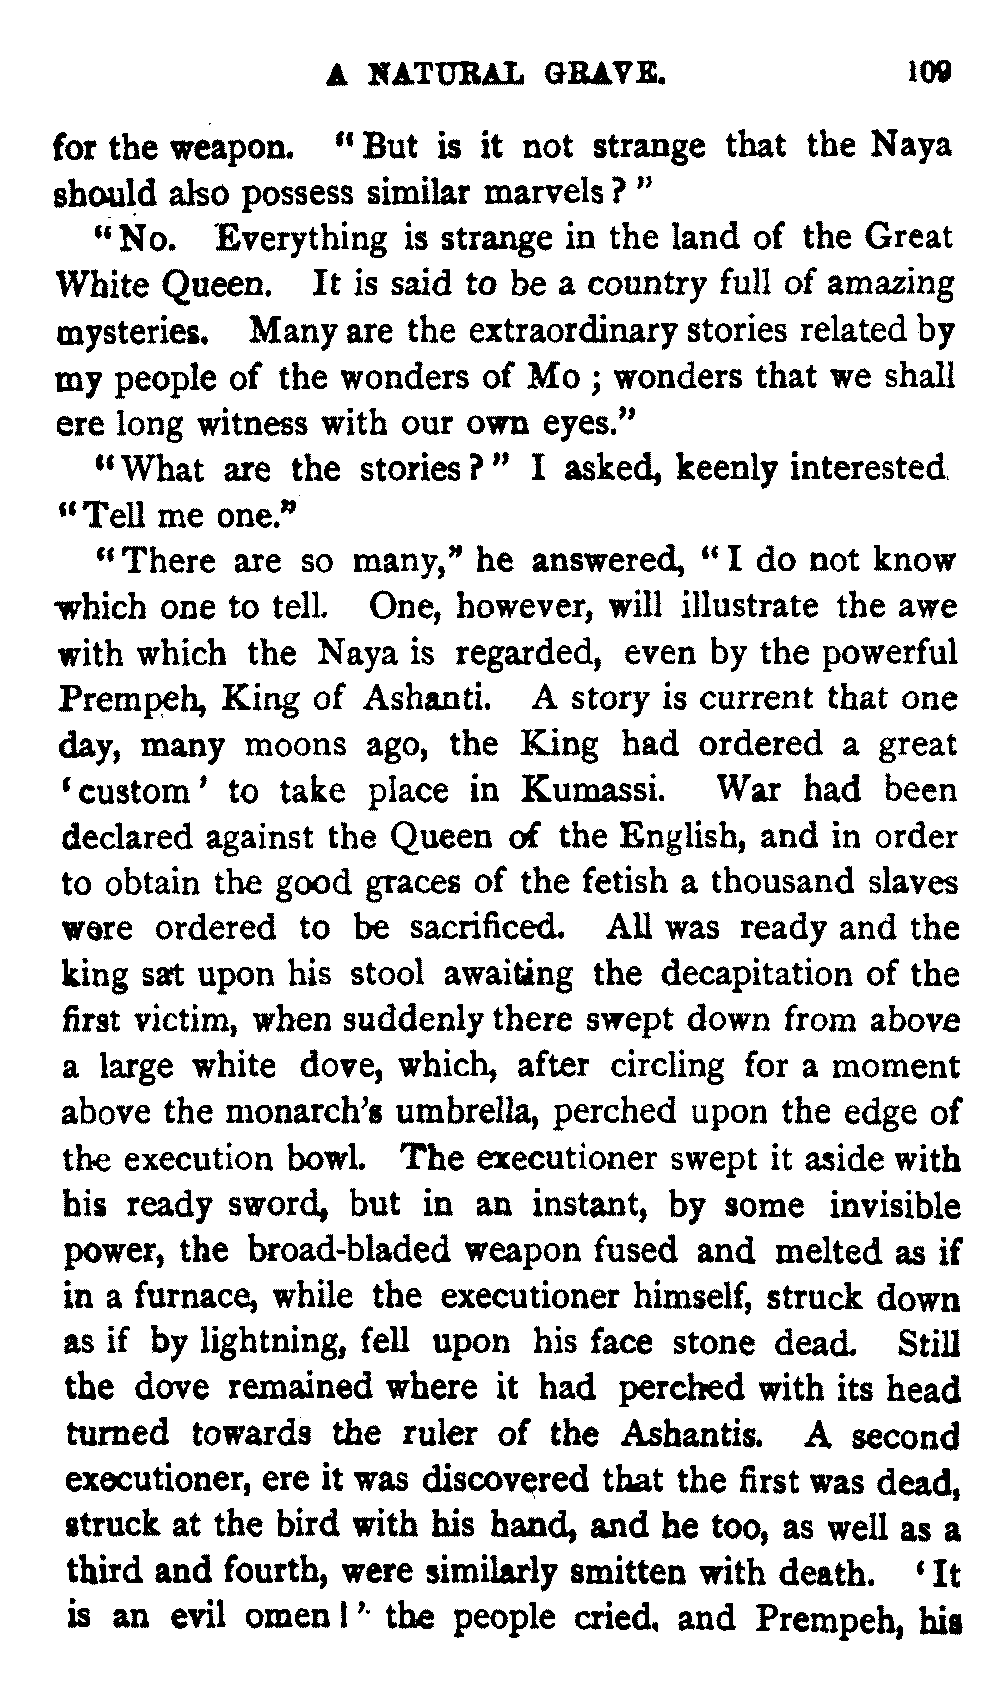 A NATURAL GRAVE. 109
for the weapon. “But is it not strange that the Naya
should also possess similar marvels?”
“No. Everything is strange in the land of the Great
White Queen. It is said to be a country full of amazing
mysteries. Many are the extraordinary stories related by
my people of the wonders of Mo; wonders that we shall
ere long witness with our own eyes.”
“What are the stories?” I asked, keenly interested.
“Tell me one.”
“There are so many,” he answered, “I do not know
which one to tell. One, however, will illustrate the awe
with which the Naya is regarded, even by the powerful
Prempeh, King of Ashanti. A story is current that one
day, many moons ago, the King had ordered a great
‘custom’ to take place in Kumassi. War had been
declared against the Queen of the English, and in order
to obtain the good graces of the fetish a thousand slaves
were ordered to be sacrificed. All was ready and the
king sat upon his stool awaiting the decapitation of the
first victim, when suddenly there swept down from above
a large white dove, which, after circling for a moment
above the monarch’s umbrella, perched upon the edge of
the execution bowl. The executioner swept it aside with
his ready sword, but in an instant, by some invisible
power, the broad-bladed weapon fused and melted as if
in a furnace, while the executioner himself, struck down
as if by lightning, fell upon his face stone dead. Still
the dove remained where it had perched with its head
turned towards the ruler of the Ashantis. A second
executioner, ere it was discovered that the first was dead,
struck at the bird with his hand, and he too, as well as a
third and fourth, were similarly smitten with death. ‘It
is an evil omen!’ the people cried, and Prempeh, his